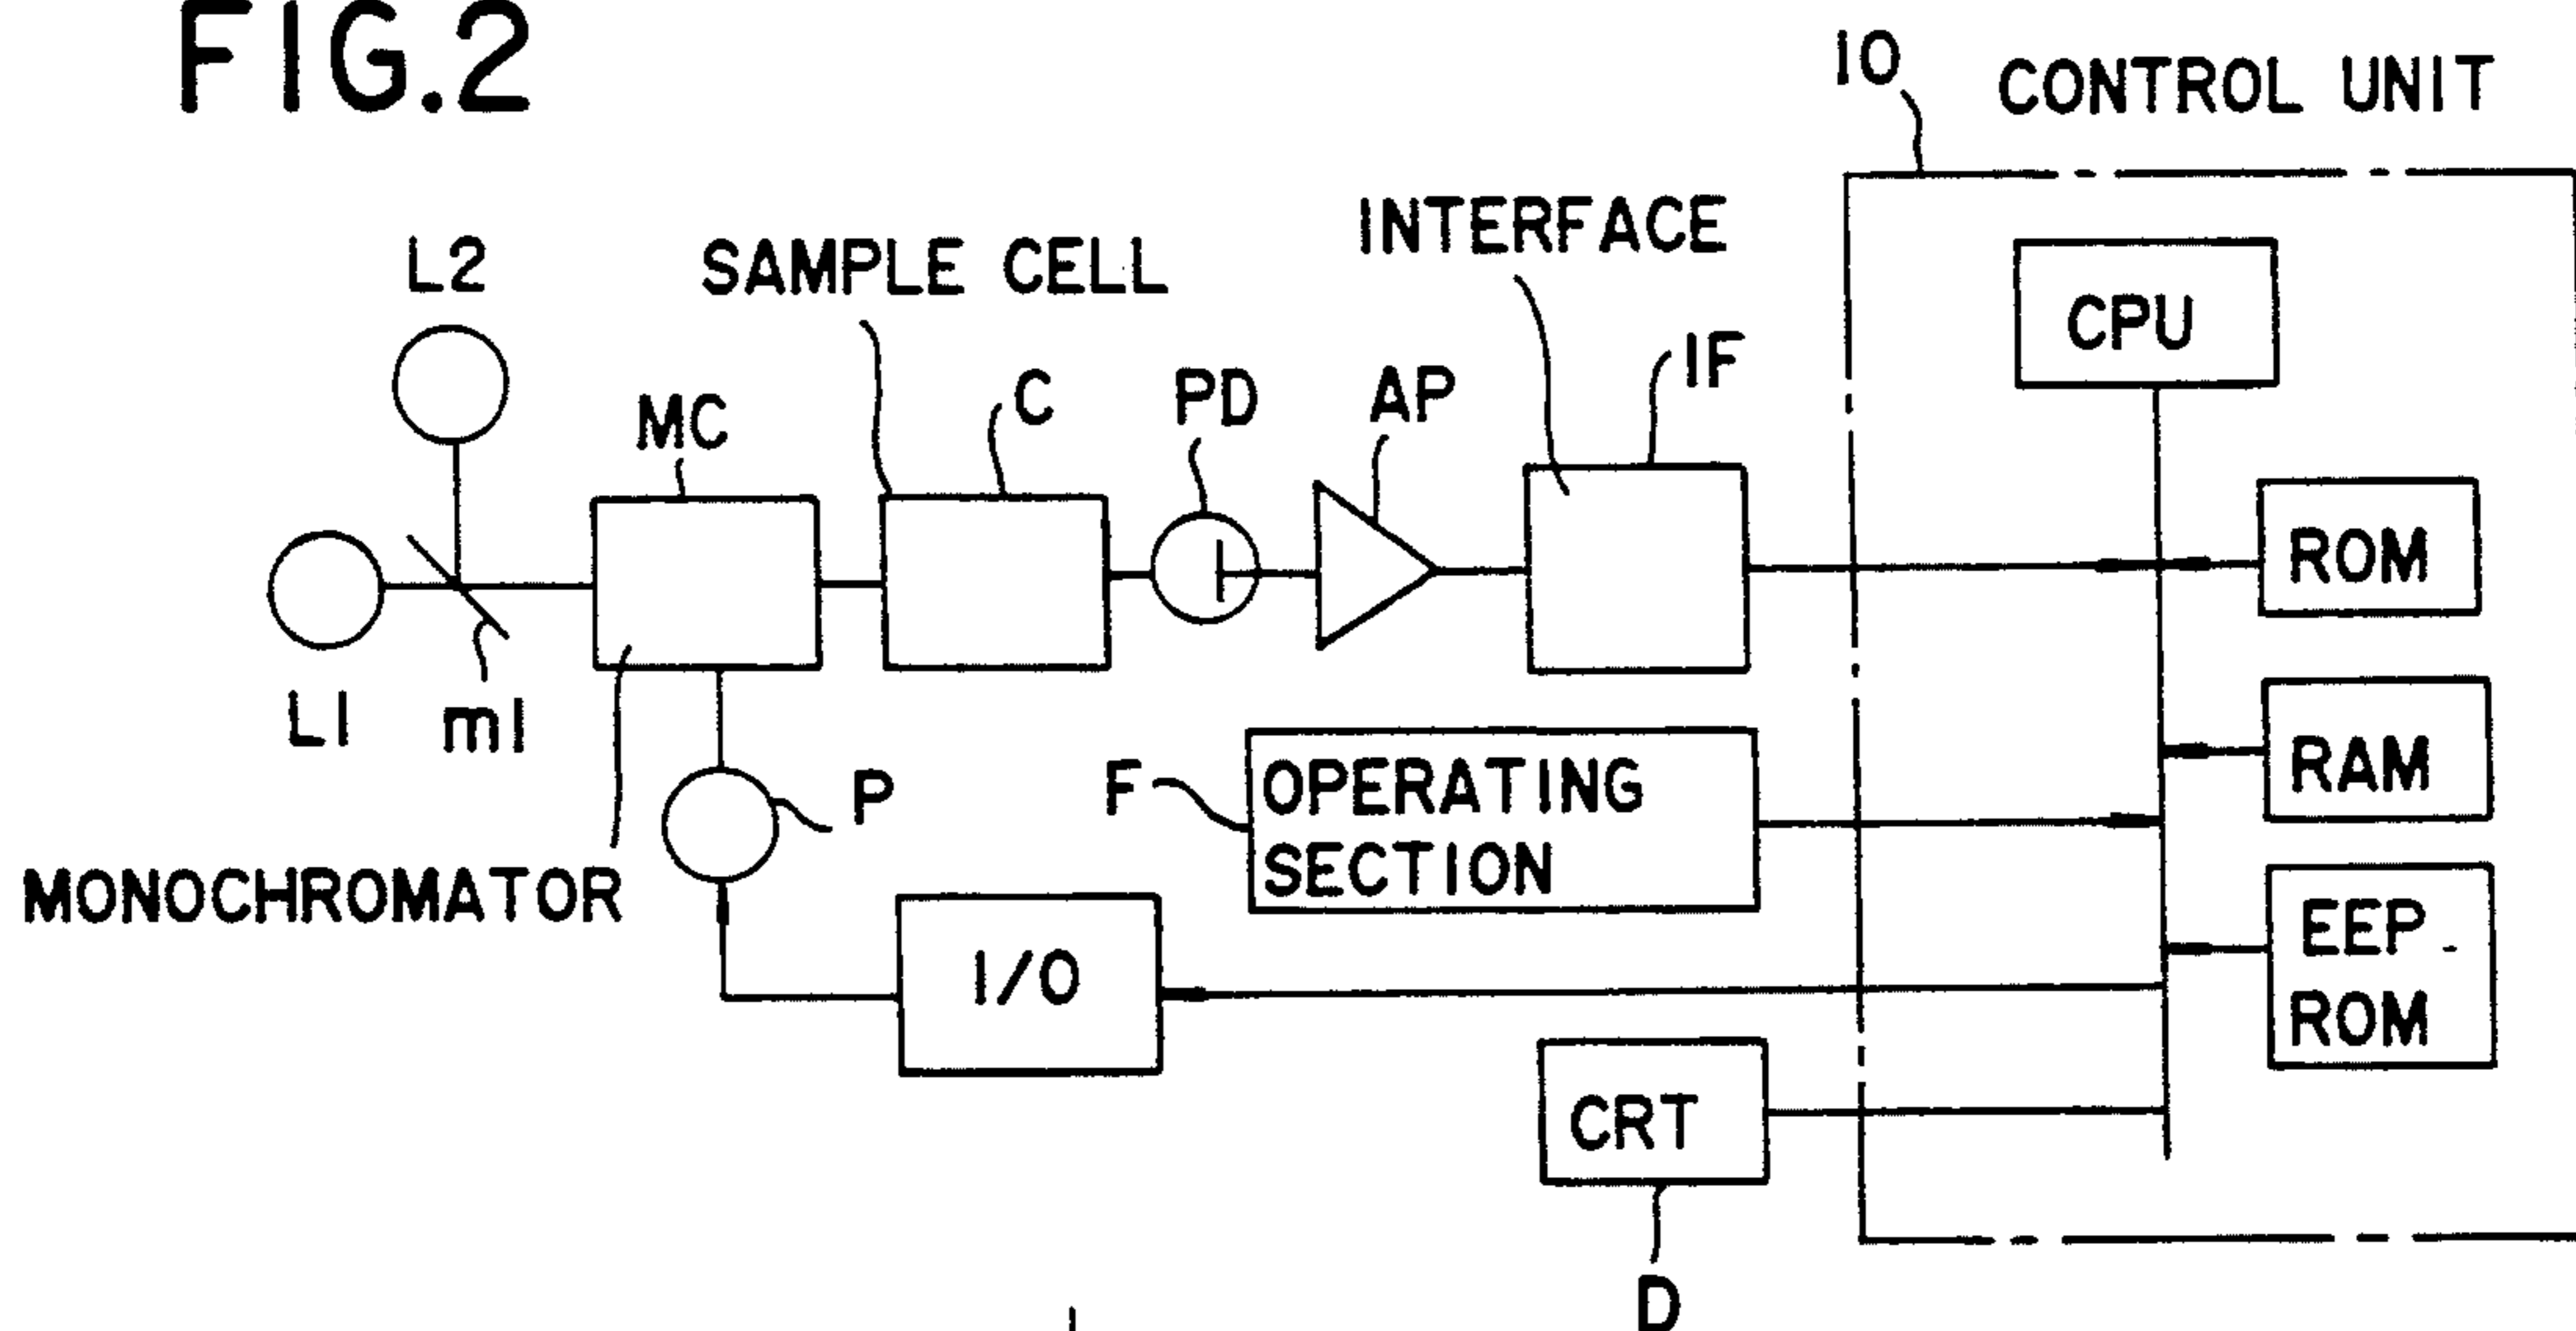 FIG.2
10
CONTROL UNIT
L2
SAMPLE CELL
INTERFACE
CPU
MC
C
PD
AP
IF
ROM
L1
m1
P
F
OPERATING
SECTION
RAM
MONOCHROMATOR
I/O
EEP-
ROM
CRT
D